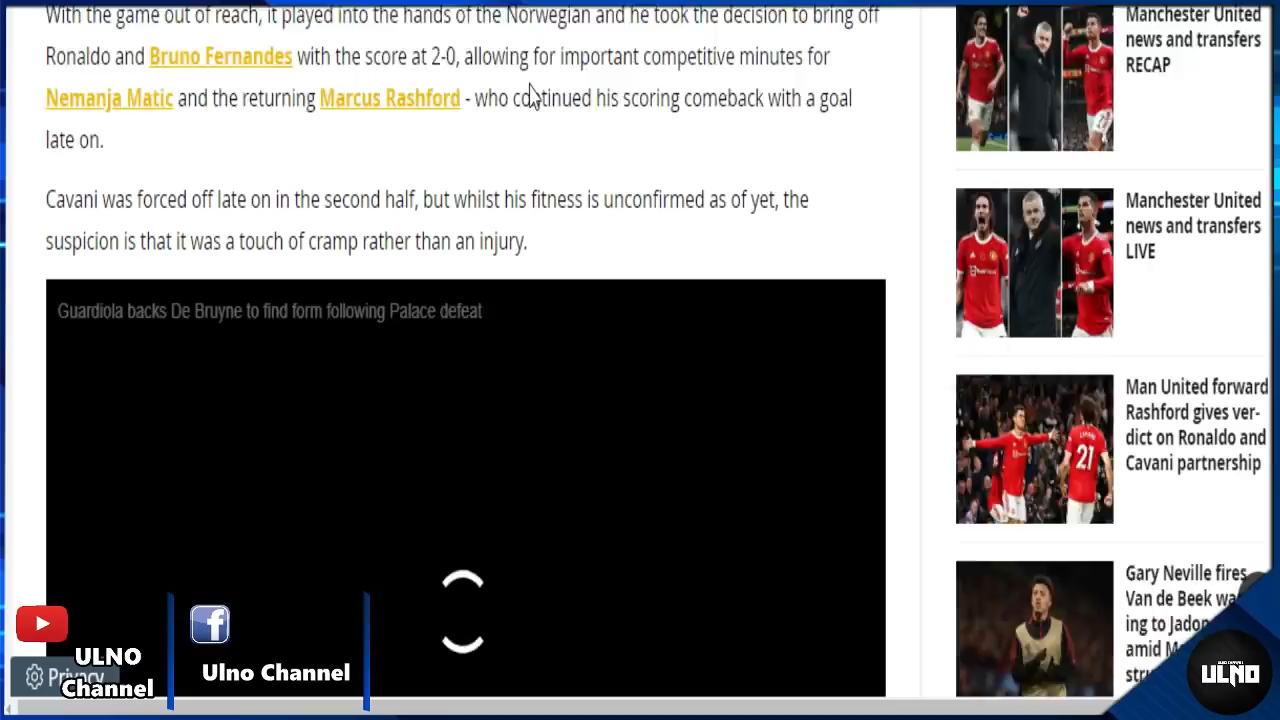 With the game out of reach, it played into the hands of the Norwegian and he took the decision to bring off
Ronaldo and Bruno Fernandes with the score at 2-0, allowing for important competitive minutes for
Nemanja Matic and the returning Marcus Rashford - who continued his scoring comeback with a goal
late on.
Cavani was forced off late on in the second half, but whilst his fitness is unconfirmed as of yet, the
suspicion is that it was a touch of cramp rather than an injury.
Guardiola backs De Bruyne to find form following Palace defeat
Manchester United
news and transfers
RECAP
Manchester United
news and transfers
LIVE
21
Man United forward
Rashford gives ver-
dict on Ronaldo and
Cavani partnership
Gary Neville fires
Van de Beek
ing to
amid
ULNO
Channel
Privacy
Ulno Channel
ULNO